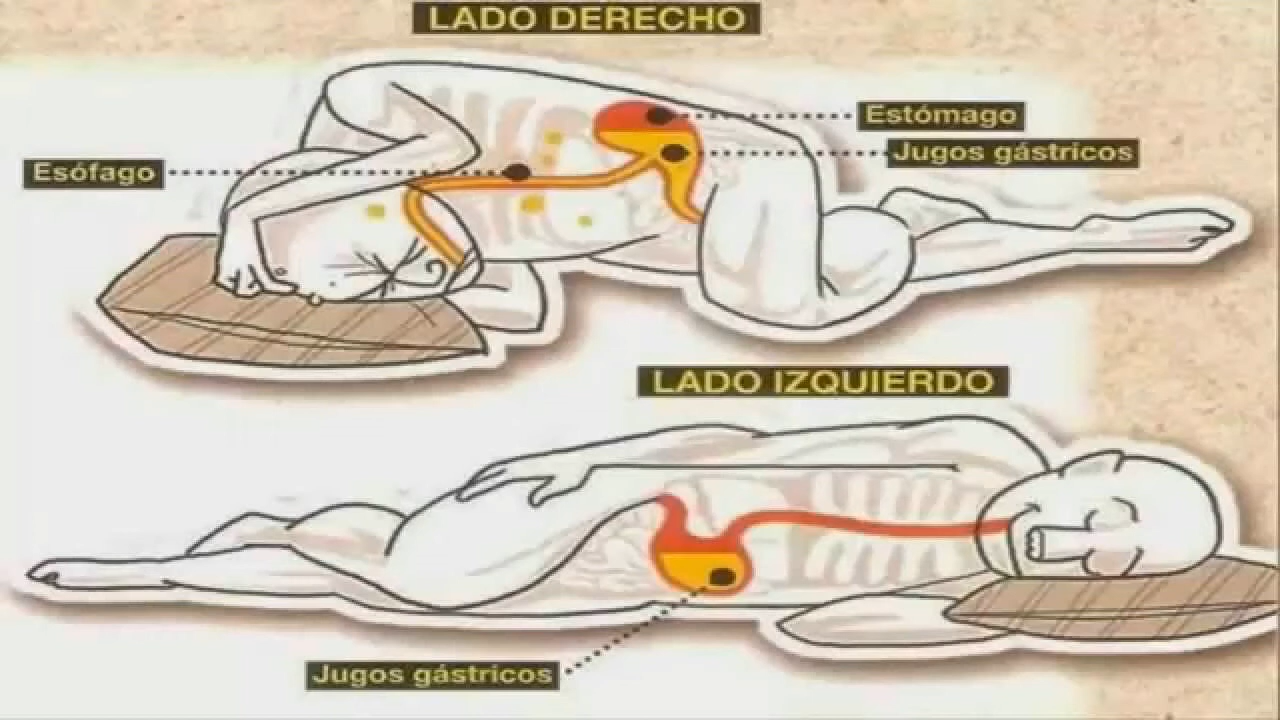 LADO DERECHO
Estómago
Jugos gástricos
Esófago
LADO IZQUIERDO
Jugos gástricos